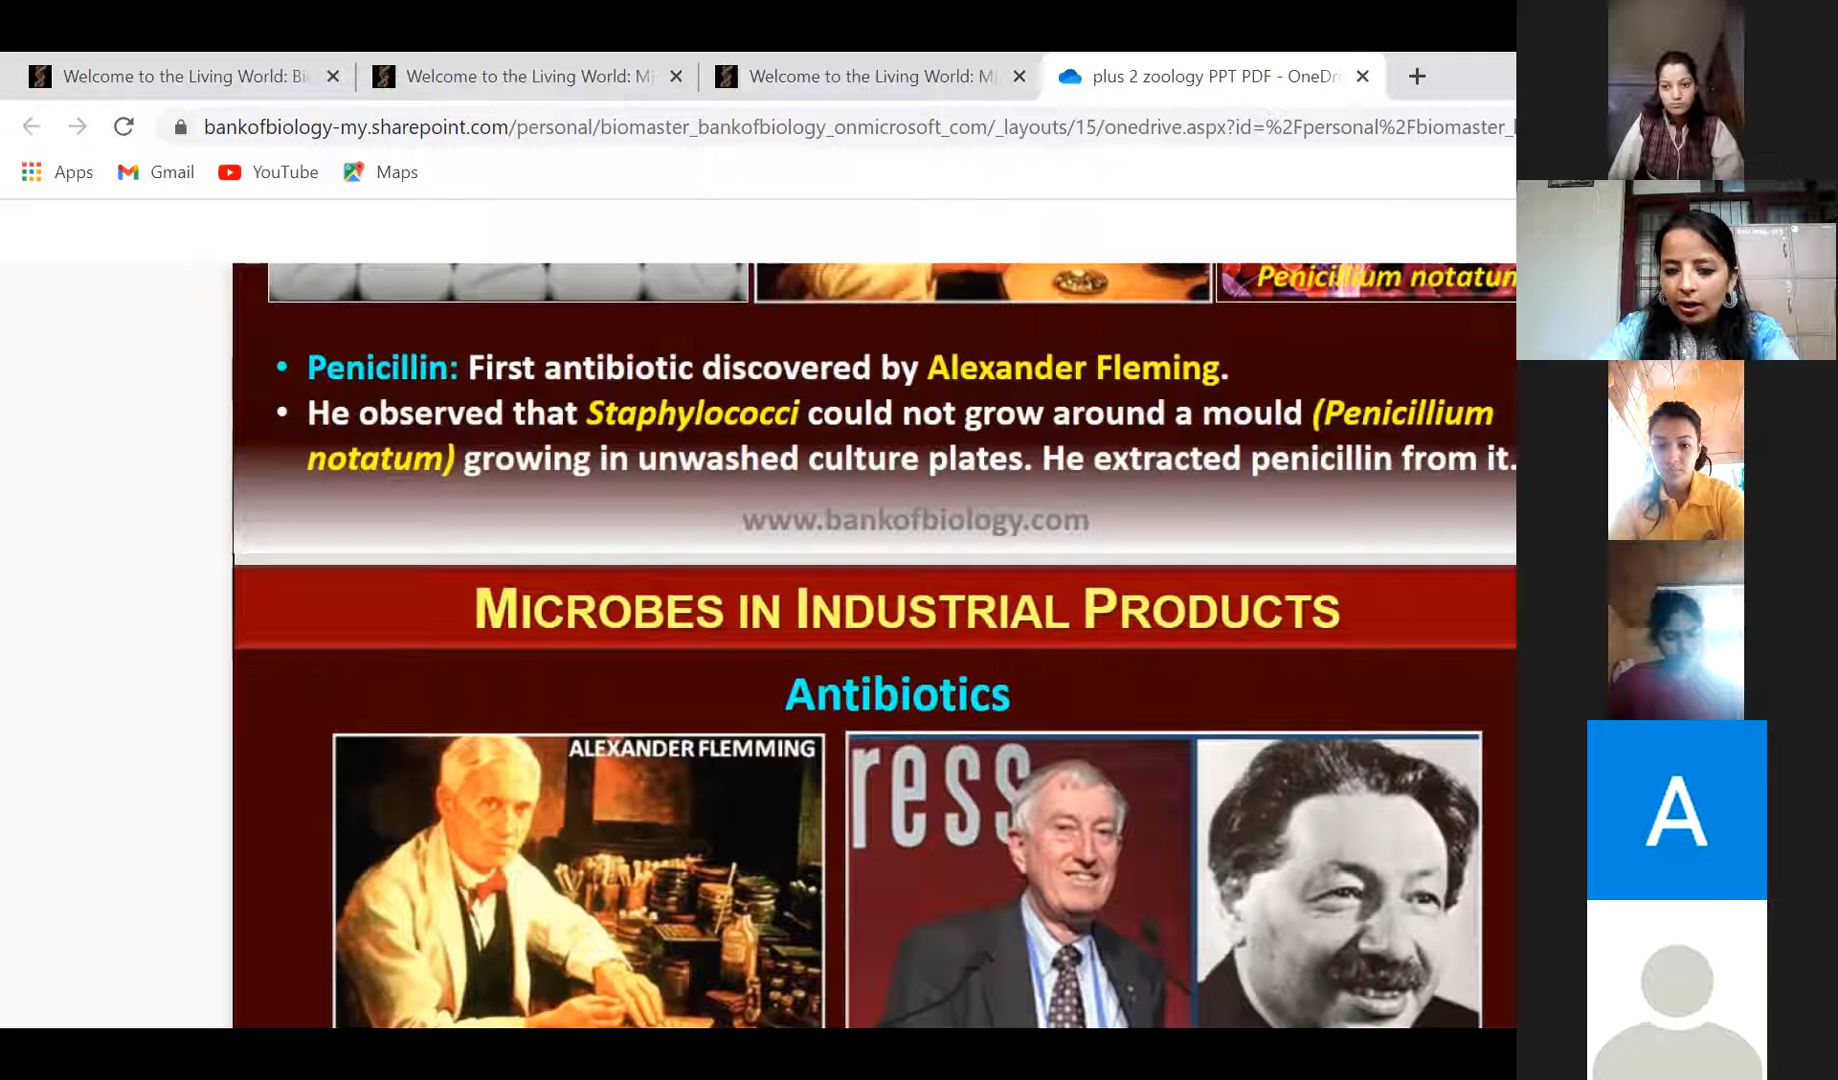 Welcome to the Living World: Bi
Welcome to the Living World: M
Welcome to the Living World: M
plus 2 zoology PPT PDF - OneDri
bankofbiology-my.sharepoint.com/personal/biomaster_bankofbiology_onmicrosoft_com/_layouts/15/onedrive.aspx?id=%2Fpersonal%2Fbiomaster_l
Apps
Gmail
YouTube
Maps
Penicillium notatum
• Penicillin: First antibiotic discovered by Alexander Fleming.
• He observed that Staphylococci could not grow around a mould (Penicillium
notatum) growing in unwashed culture plates. He extracted penicillin from it.
www.bankofbiology.com
MICROBES IN INDUSTRIAL PRODUCTS
Antibiotics
ALEXANDER FLEMMING
ress
A